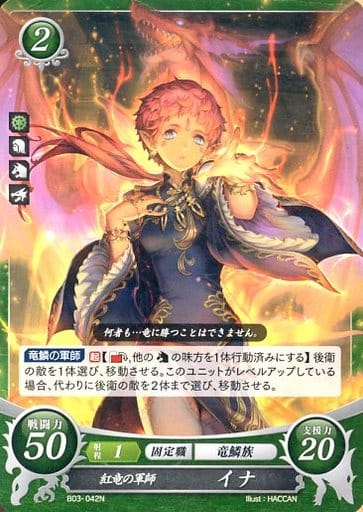 2
何者も…竜に勝つことはできません。
竜鱗の軍師 起【 ,他の の味方を1体行動済みにする】後衛
の敵を1体選び、移動させる。このユニットがレベルアップしている
場合、代わりに後衛の敵を2体まで選び、移動させる。
戦闘力 50 射程 1 固定職 竜鱗族 支援力 20
紅竜の軍師 イナ
B03-042N Illust : HACCAN